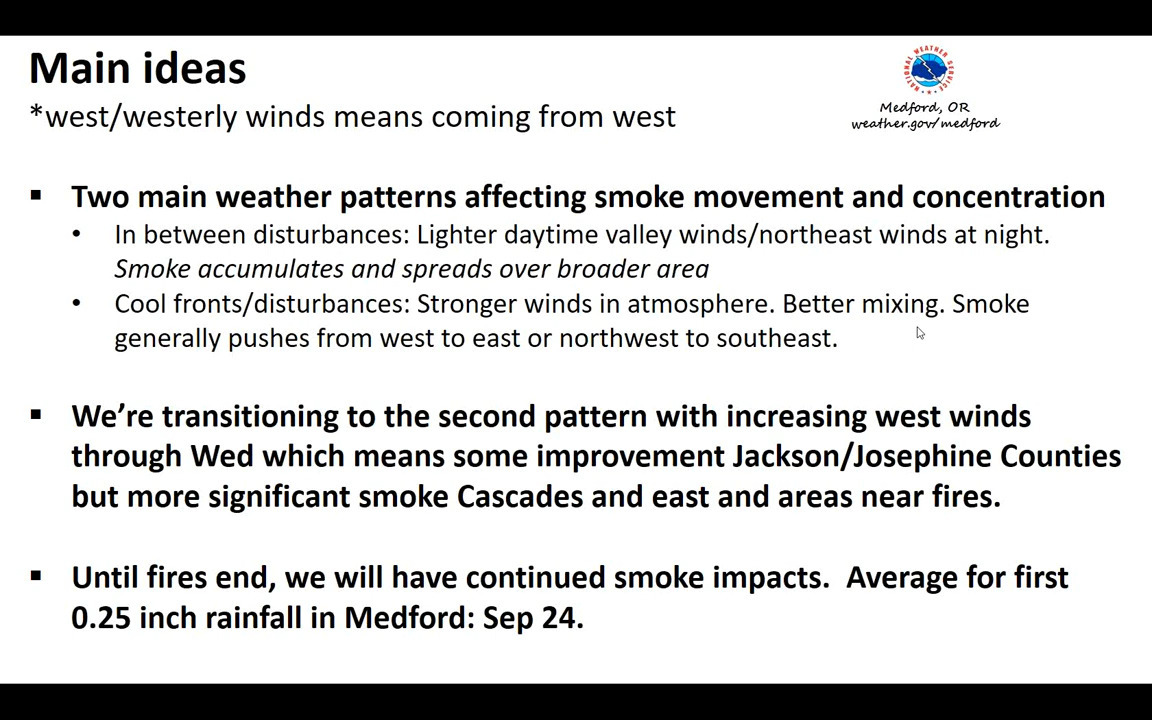 Main ideas
*west/westerly winds means coming from west
NATIONAL WEATHER SERVICE
Medford, OR
weather.gov/medford
▪ Two main weather patterns affecting smoke movement and concentration
• In between disturbances: Lighter daytime valley winds/northeast winds at night.
Smoke accumulates and spreads over broader area
• Cool fronts/disturbances: Stronger winds in atmosphere. Better mixing. Smoke
generally pushes from west to east or northwest to southeast.
▪ We’re transitioning to the second pattern with increasing west winds
through Wed which means some improvement Jackson/Josephine Counties
but more significant smoke Cascades and east and areas near fires.
▪ Until fires end, we will have continued smoke impacts.  Average for first
0.25 inch rainfall in Medford: Sep 24.